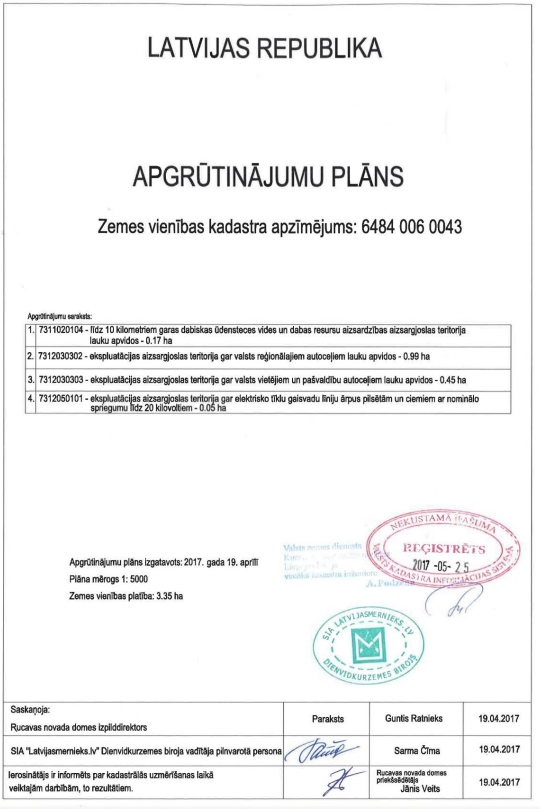 LATVIJAS REPUBLIKA
APGRŪTINĀJUMU PLĀNS
Zemes vienības kadastra apzīmējums: 6484 006 0043
Apgrūtinājumu saraksts:
1. 7311020104 - līdz 10 kilometriem garas dabiskas ūdensteces vides un dabas resursu aizsardzības aizsargjoslas teritorija
lauku apvidos - 0.17 ha
2. 7312030302 - ekspluatācijas aizsargjoslas teritorija gar valsts reģionālajiem autoceļiem lauku apvidos - 0.99 ha
3. 7312030303 - ekspluatācijas aizsargjoslas teritorija gar valsts vietējiem un pašvaldību autoceļiem lauku apvidos - 0.45 ha
4. 7312050101 - ekspluatācijas aizsargjoslas teritorija gar elektrisko tīklu gaisvadu līniju ārpus pilsētām un ciemiem ar nominālo
spriegumu līdz 20 kilovoltiem - 0.05 ha
NEKUSTAMĀ ĪPAŠUMA
REĢISTRĒTS
2017 -05- 25
VALSTS KADASTRA INFORMĀCIJAS SISTĒMĀ
Valsts zemes dienesta
Apgrūtinājumu plāns izgatavots: 2017. gada 19. aprīlī
Plāna mērogs 1: 5000
Zemes vienības platība: 3.35 ha
SIA LATVIJASMERNIEKS.LV
DIENVIDKURZEMES BIROJS
Saskaņoja:
Rucavas novada domes izpilddirektors
Paraksts
Guntis Ratnieks
19.04.2017
SIA "Latvijasmernieks.lv" Dienvidkurzemes biroja vadītāja pilnvarotā persona
Sarma Čīma
19.04.2017
Ierosinātājs ir informēts par kadastrālās uzmērīšanas laikā
veiktajām darbībām, to rezultātiem.
Rucavas novada domes
priekšsēdētājs
Jānis Veits
19.04.2017